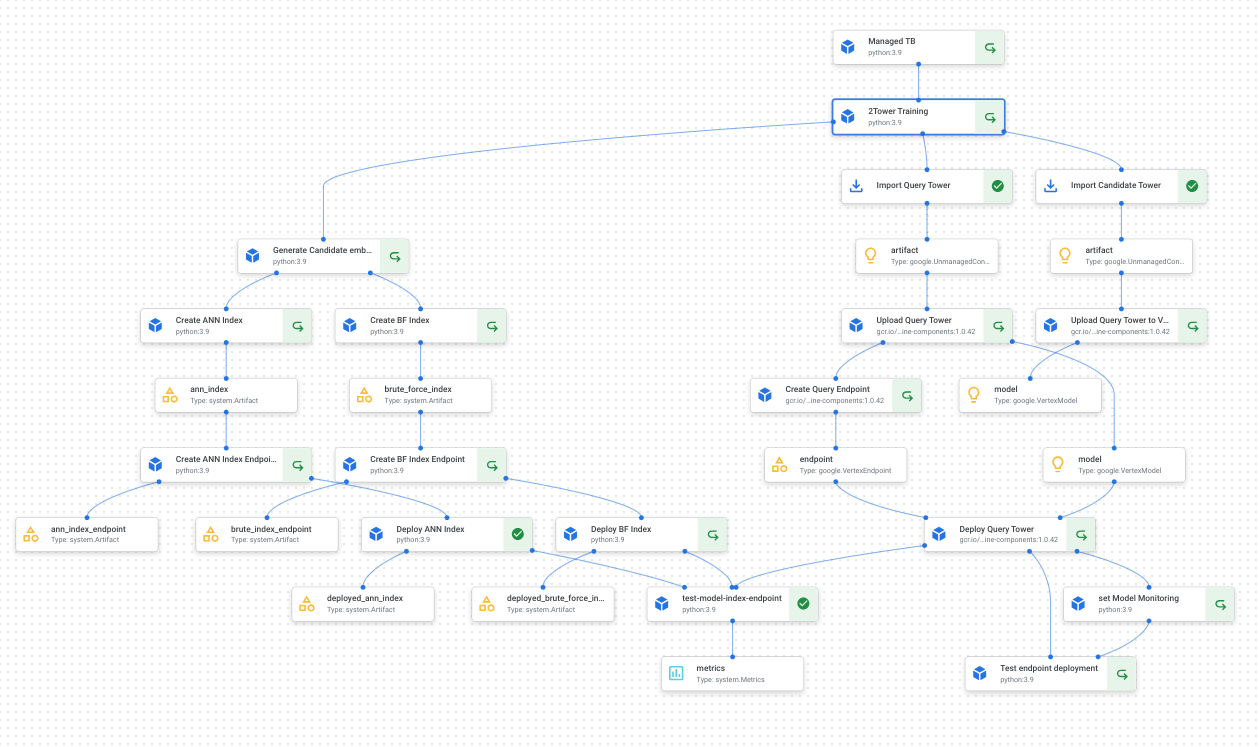 Managed TB
python:3.9
2Tower Training
python:3.9
Import Query Tower
Import Candidate Tower
Generate Candidate emb...
python:3.9
artifact
Type: google.UnmanagedCon...
artifact
Type: google.UnmanagedCon...
Create ANN Index
python:3.9
Create BF Index
python:3.9
Upload Query Tower
gcr.io/...ine-components:1.0.42
Upload Query Tower to V...
gcr.io/...ine-components:1.0.42
ann_index
Type: system.Artifact
brute_force_index
Type: system.Artifact
Create Query Endpoint
gcr.io/...ine-components:1.0.42
model
Type: google.VertexModel
Create ANN Index Endpoi...
python:3.9
Create BF Index Endpoint
python:3.9
endpoint
Type: google.VertexEndpoint
model
Type: google.VertexModel
ann_index_endpoint
Type: system.Artifact
brute_index_endpoint
Type: system.Artifact
Deploy ANN Index
python:3.9
Deploy BF Index
python:3.9
Deploy Query Tower
gcr.io/...ine-components:1.0.42
deployed_ann_index
Type: system.Artifact
deployed_brute_force_in...
Type: system.Artifact
test-model-index-endpoint
python:3.9
set Model Monitoring
python:3.9
metrics
Type: system.Metrics
Test endpoint deployment
python:3.9